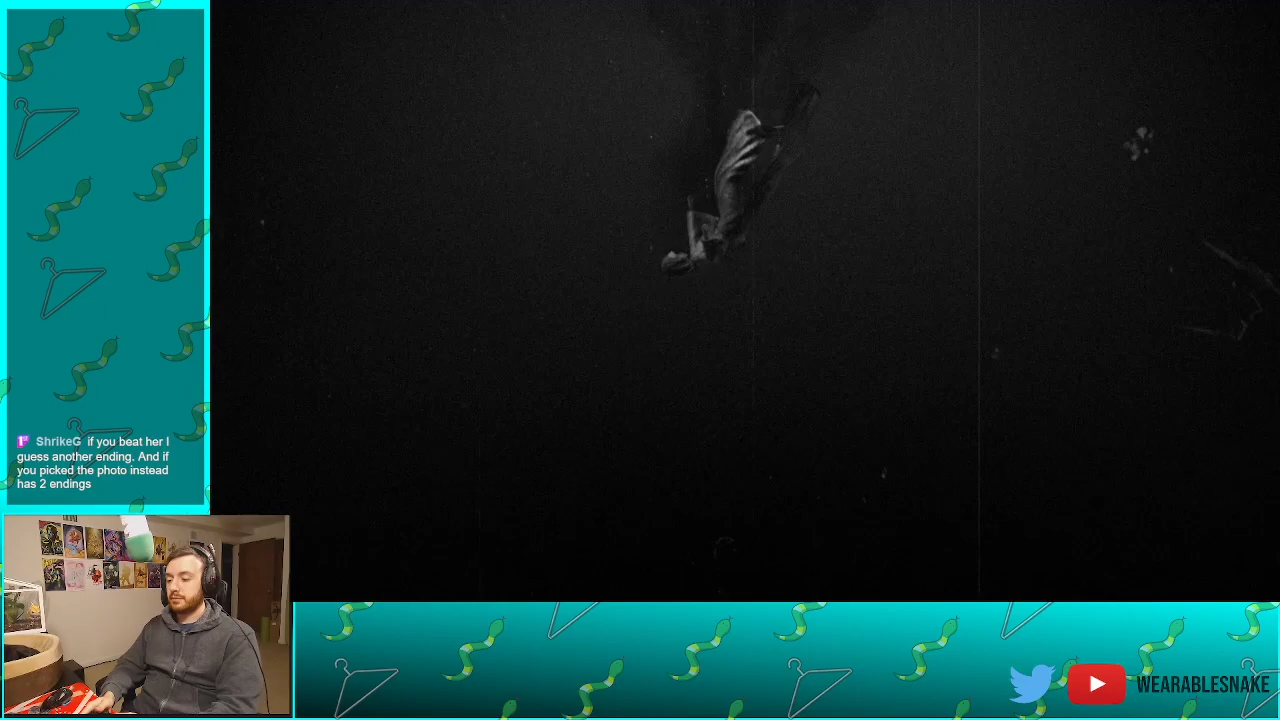 ShrikeG if you beat her I
guess another ending. And if
you picked the photo instead
has 2 endings
WEARABLESNAKE